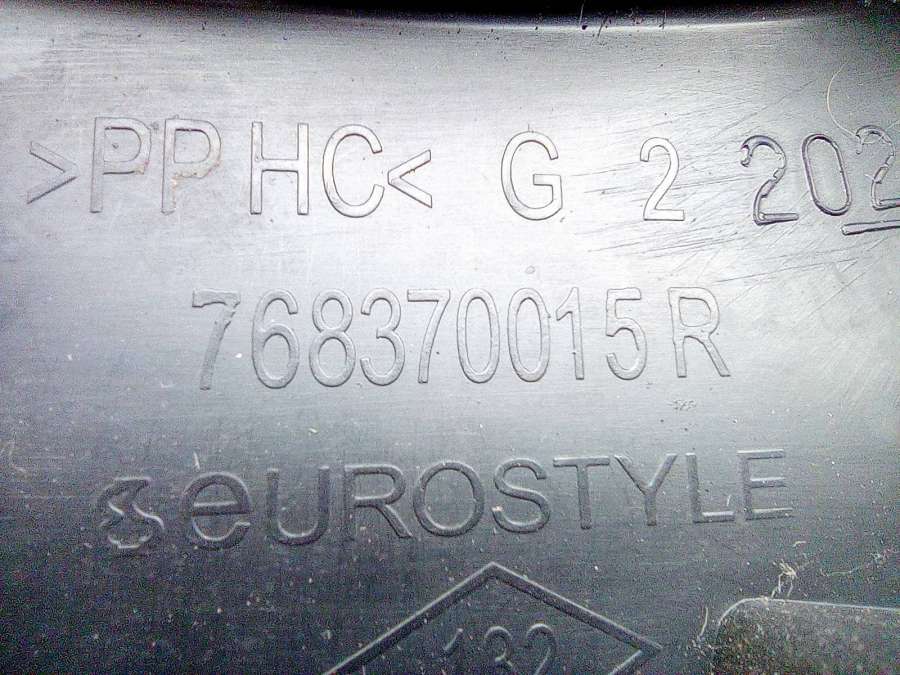 >PP HC< G 2 202
768370015R
eUROSTYLE
132